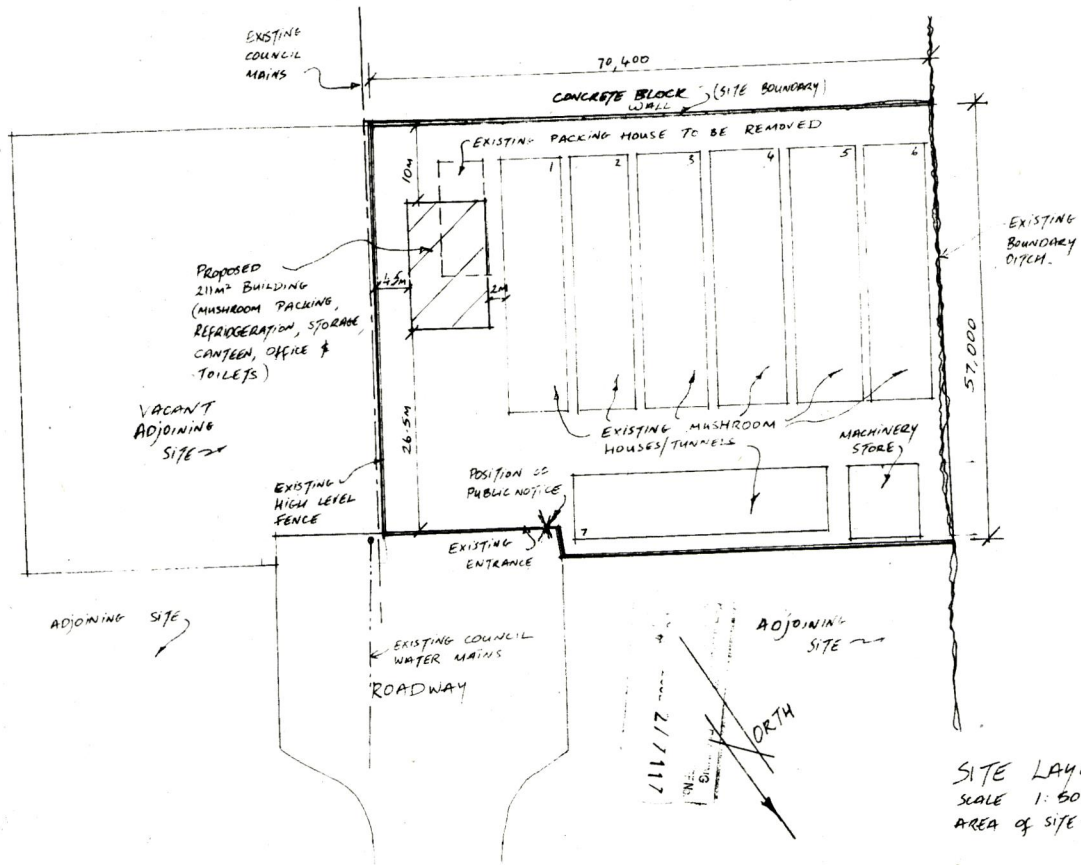 EXISTING
COUNCIL
MAINS
70,400
CONCRETE BLOCK (SITE BOUNDARY)
WALL
EXISTING PACKING HOUSE TO BE REMOVED
10M
1
2
3
4
5
6
EXISTING
BOUNDARY
DITCH.
PROPOSED
211M² BUILDING
(MUSHROOM PACKING,
REFRIDGERATION, STORAGE,
CANTEEN, OFFICE &
TOILETS)
4.5M
2M
57,000
VACANT
ADJOINING
SITE
26.5M
EXISTING MUSHROOM
HOUSES/TUNNELS
MACHINERY
STORE
EXISTING
HIGH LEVEL
FENCE
POSITION OF
PUBLIC NOTICE
7
EXISTING
ENTRANCE
ADJOINING SITE
EXISTING COUNCIL
WATER MAINS
ROADWAY
ADJOINING
SITE
NORTH
SITE LAY
SCALE 1:50
AREA OF SITE